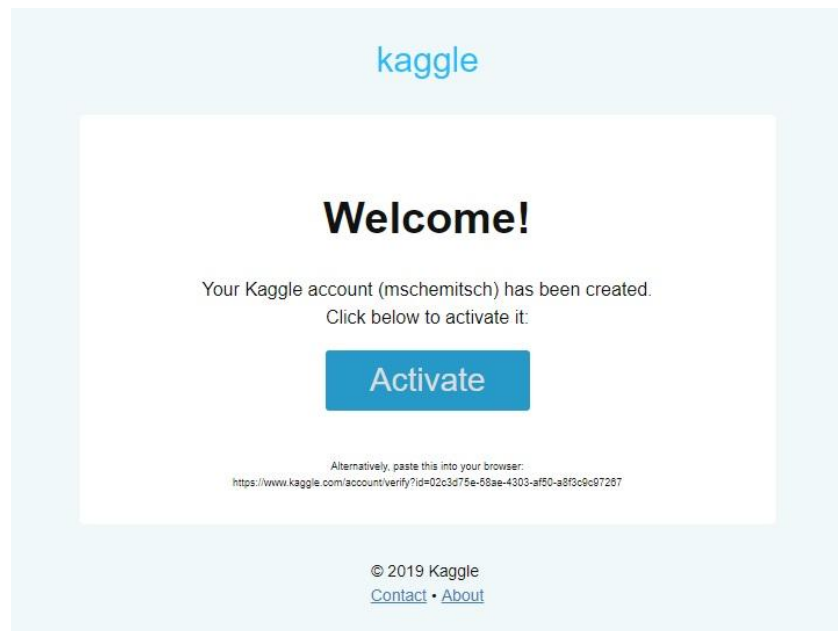 kaggle
Welcome!
Your Kaggle account (mschemitsch) has been created.
Click below to activate it:
Activate
Alternatively, paste this into your browser:
https://www.kaggle.com/account/verify?id=02c3d75e-58ae-4303-af50-a8f3c9c97267
© 2019 Kaggle
Contact • About